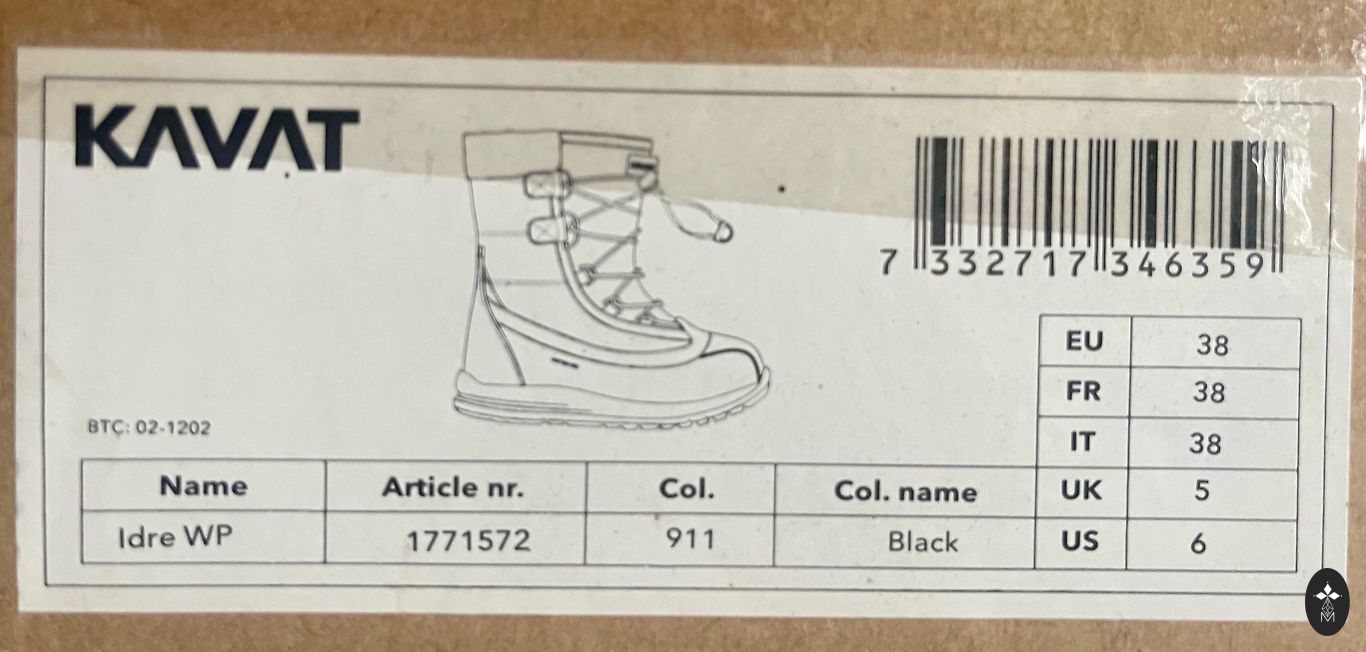 KAVAT
7 332717 346359
EU 38
FR 38
IT 38
UK 5
US 6
BTC: 02-1202
Name Article nr. Col. Col. name
Idre WP 1771572 911 Black
M